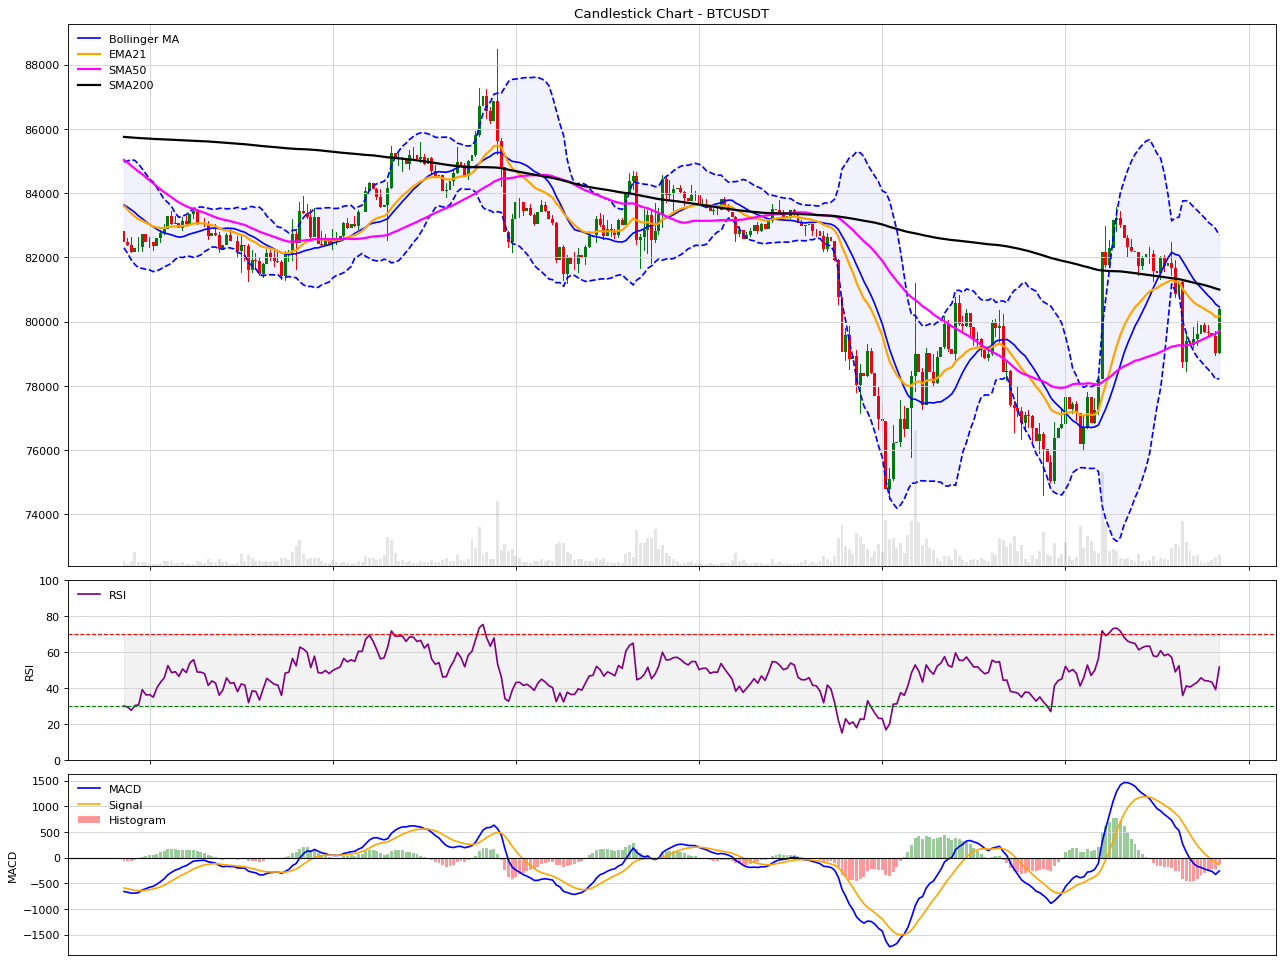 Candlestick Chart - BTCUSDT
Bollinger MA
EMA21
SMA50
SMA200
88000
86000
84000
82000
80000
78000
76000
74000
RSI
100
80
60
40
20
0
RSI
MACD
Signal
Histogram
1500
1000
500
0
−500
−1000
−1500
MACD